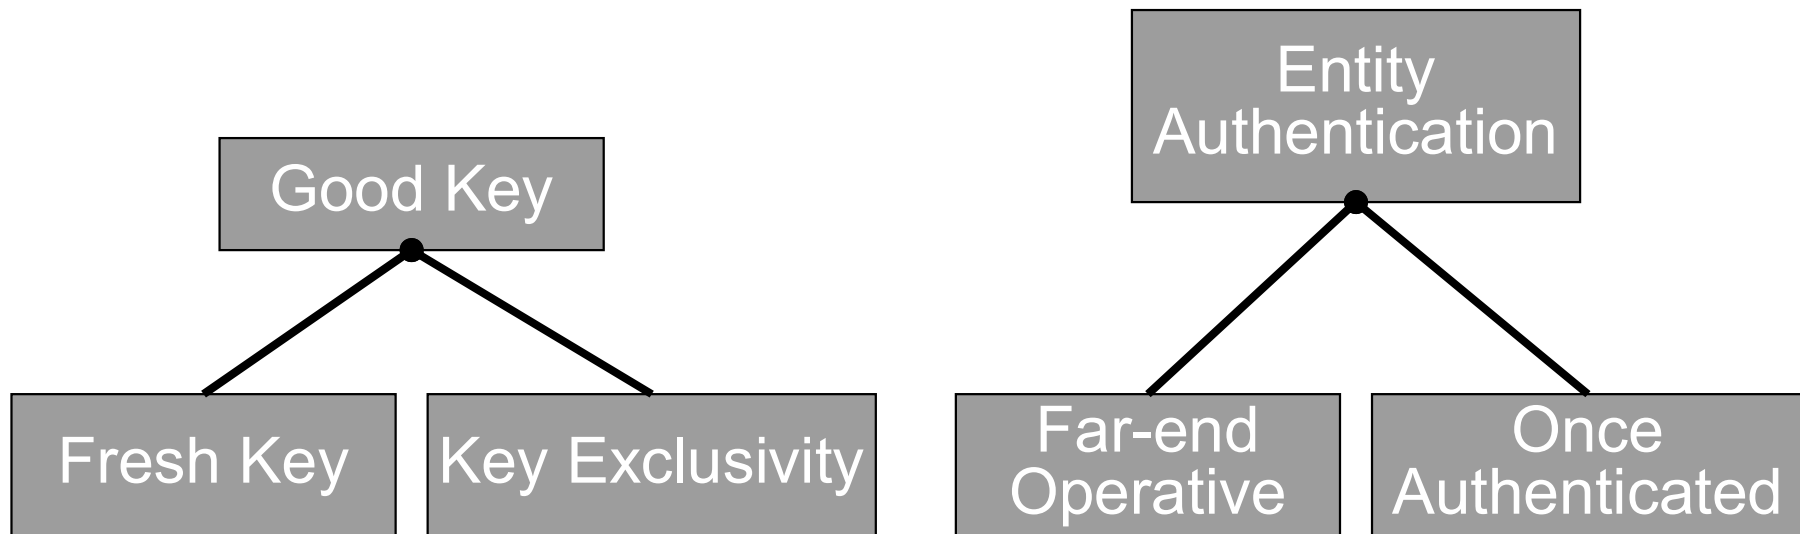 Good Key
Fresh Key
Key Exclusivity
Entity
Authentication
Far-end
Operative
Once
Authenticated